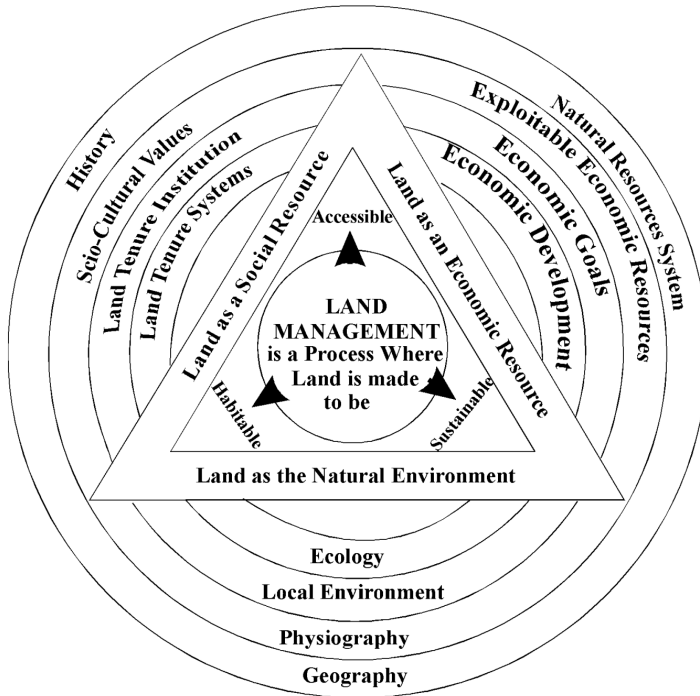 History
Scio-Cultural Values
Land Tenure Institution
Land Tenure Systems
Land as a Social Resource
Natural Resources System
Exploitable Economic Resources
Economic Goals
Economic Development
Land as an Economic Resource
Accessible
LAND
MANAGEMENT
is a Process Where
Land is made
to be
Habitable
Sustainable
Land as the Natural Environment
Ecology
Local Environment
Physiography
Geography